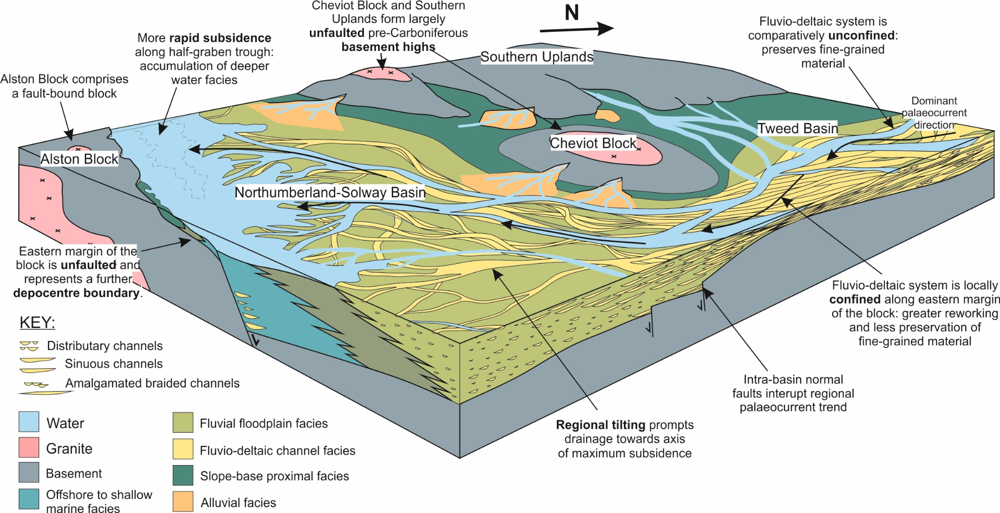 Cheviot Block and Southern
Uplands form largely
unfaulted pre-Carboniferous
basement highs
N
Fluvio-deltaic system is
comparatively unconfined:
preserves fine-grained
material
More rapid subsidence
along half-graben trough:
accumulation of deeper
water facies
Southern Uplands
Alston Block comprises
a fault-bound block
Dominant
palaeocurrent
direction
Tweed Basin
Cheviot Block
Alston Block
Northumberland-Solway Basin
Eastern margin of the
block is unfaulted and
represents a further
depocentre boundary.
Fluvio-deltaic system is locally
confined along eastern margin
of the block: greater reworking
and less preservation of
fine-grained material
Intra-basin normal
faults interupt regional
palaeocurrent trend
Regional tilting prompts
drainage towards axis
of maximum subsidence
KEY:
Distributary channels
Sinuous channels
Amalgamated braided channels
Water
Granite
Basement
Offshore to shallow
marine facies
Fluvial floodplain facies
Fluvio-deltaic channel facies
Slope-base proximal facies
Alluvial facies